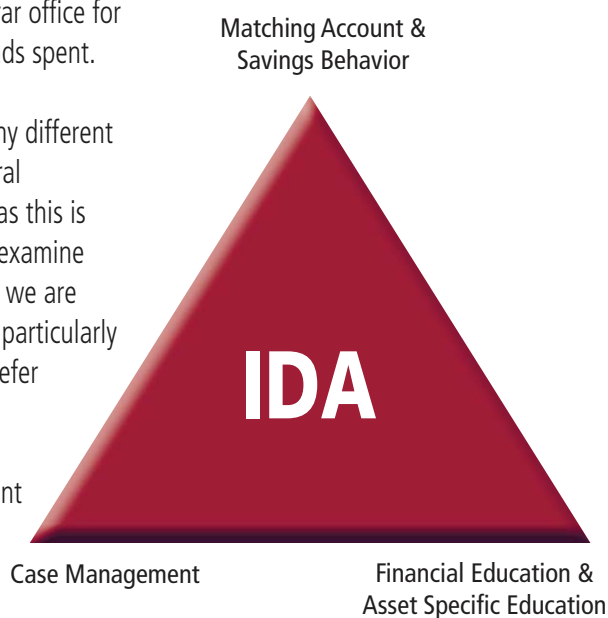 ar office for
ds spent.
ny different
ral
as this is
examine
we are
particularly
efer
nt
Matching Account &
Savings Behavior
IDA
Case Management
Financial Education &
Asset Specific Education